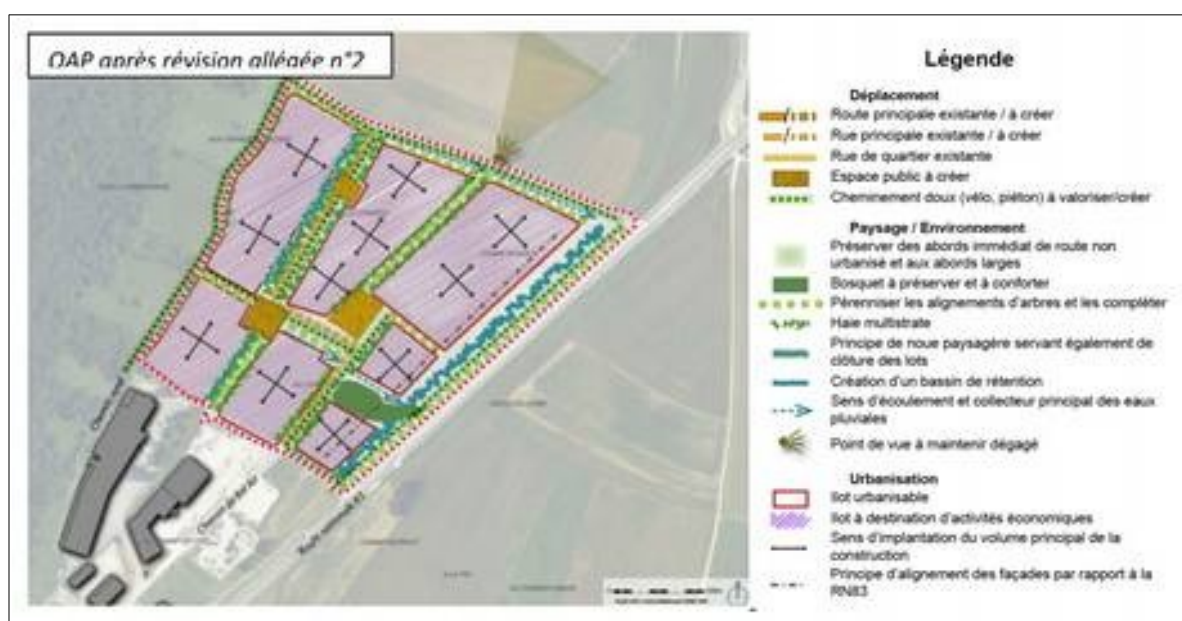 OAP après révision allégée n°2
Légende
Déplacement
Route principale existante / à créer
Rue principale existante / à créer
Rue de quartier existante
Espace public à créer
Cheminement doux (vélo, piéton) à valoriser/créer
Paysage / Environnement
Préserver des abords immédiat de route non
urbanisé et aux abords larges
Bosquet à préserver et à conforter
Pérenniser les alignements d'arbres et les compléter
Haie multistrate
Principe de noue paysagère servant également de
clôture des lots
Création d'un bassin de rétention
Sens d'écoulement et collecteur principal des eaux
pluviales
Point de vue à maintenir dégagé
Urbanisation
Ilot urbanisable
Ilot à destination d'activités économiques
Sens d'implantation du volume principal de la
construction
Principe d'alignement des façades par rapport à la
RN83
Chemin rural
Route nationale 83